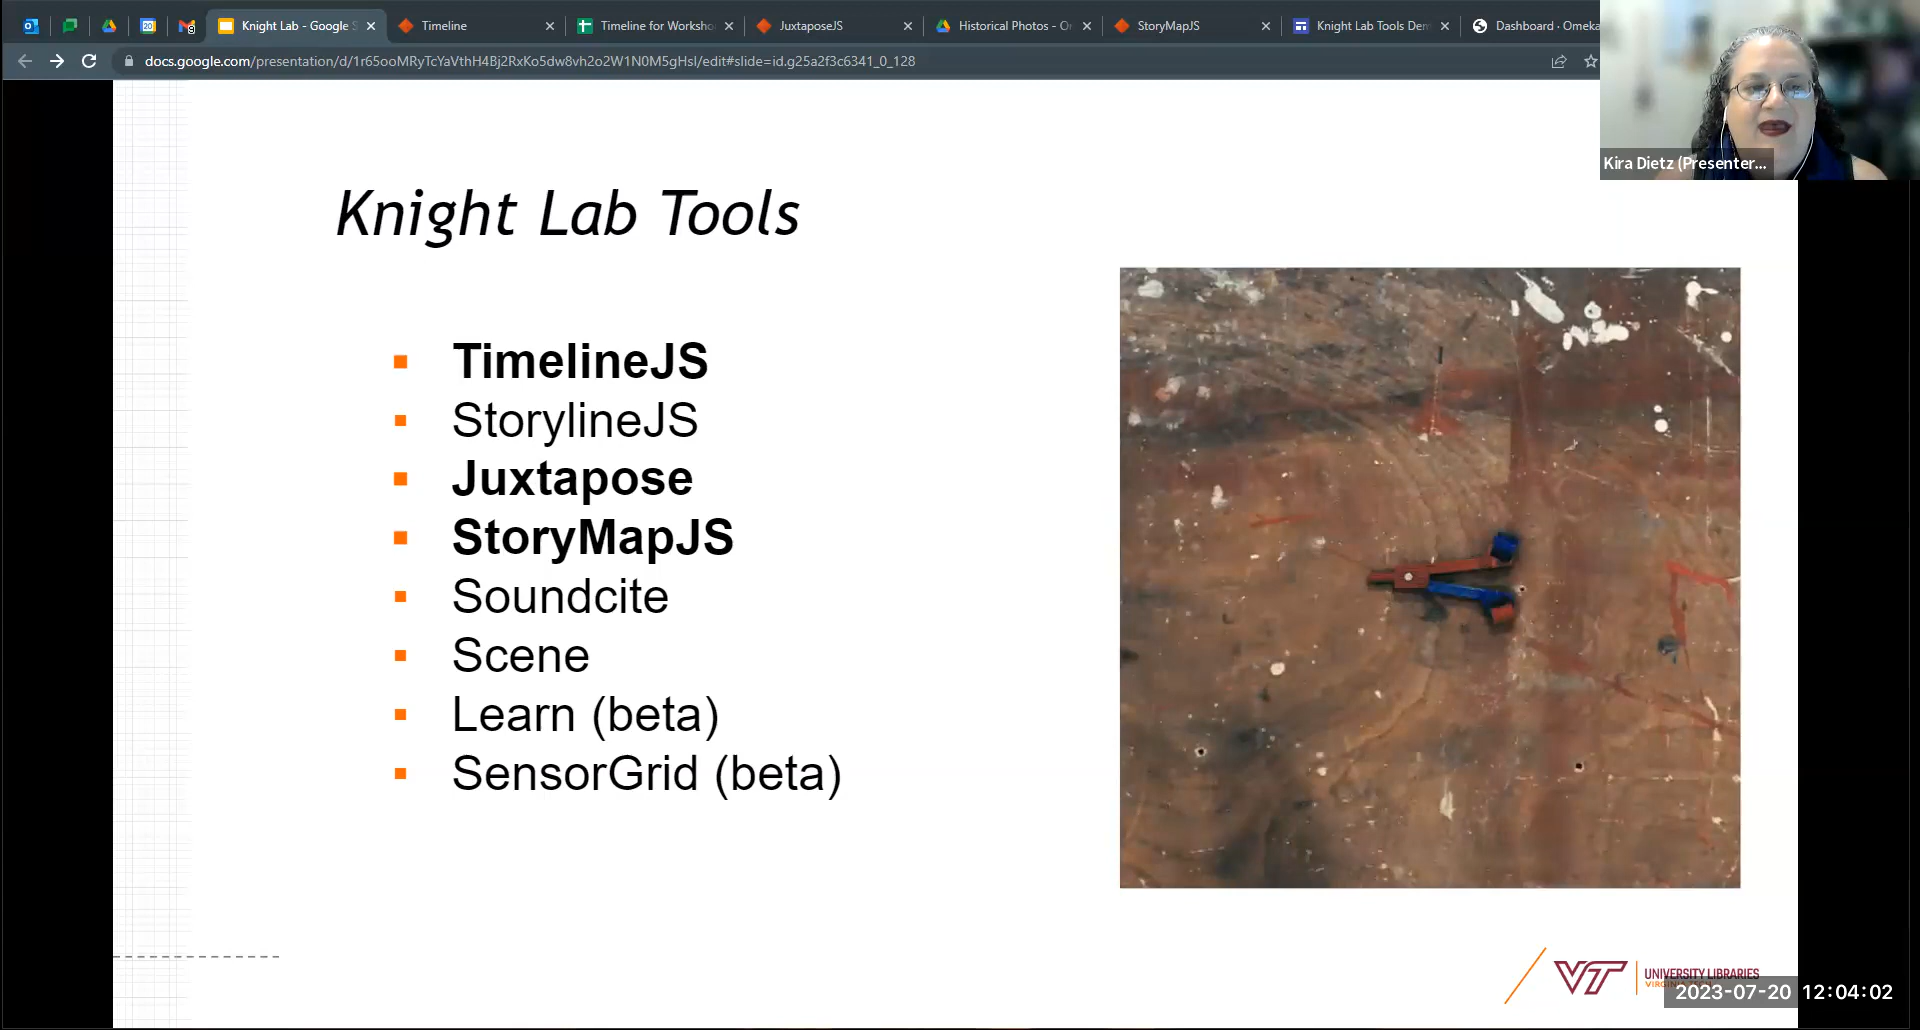 Knight Lab - Google S
Timeline
Timeline for Worksho
JuxtaposeJS
Historical Photos - O
StoryMapJS
Knight Lab Tools Dem
Dashboard · Omeka
docs.google.com/presentation/d/1r65ooMRyTcYaVthH4Bj2RxKo5dw8vh2o2W1N0M5gHsI/edit#slide=id.g25a2f3c6341_0_128
Kira Dietz (Presenter...
Knight Lab Tools
TimelineJS
StorylineJS
Juxtapose
StoryMapJS
Soundcite
Scene
Learn (beta)
SensorGrid (beta)
VT
UNIVERSITY LIBRARIES
2023-07-20 12:04:02